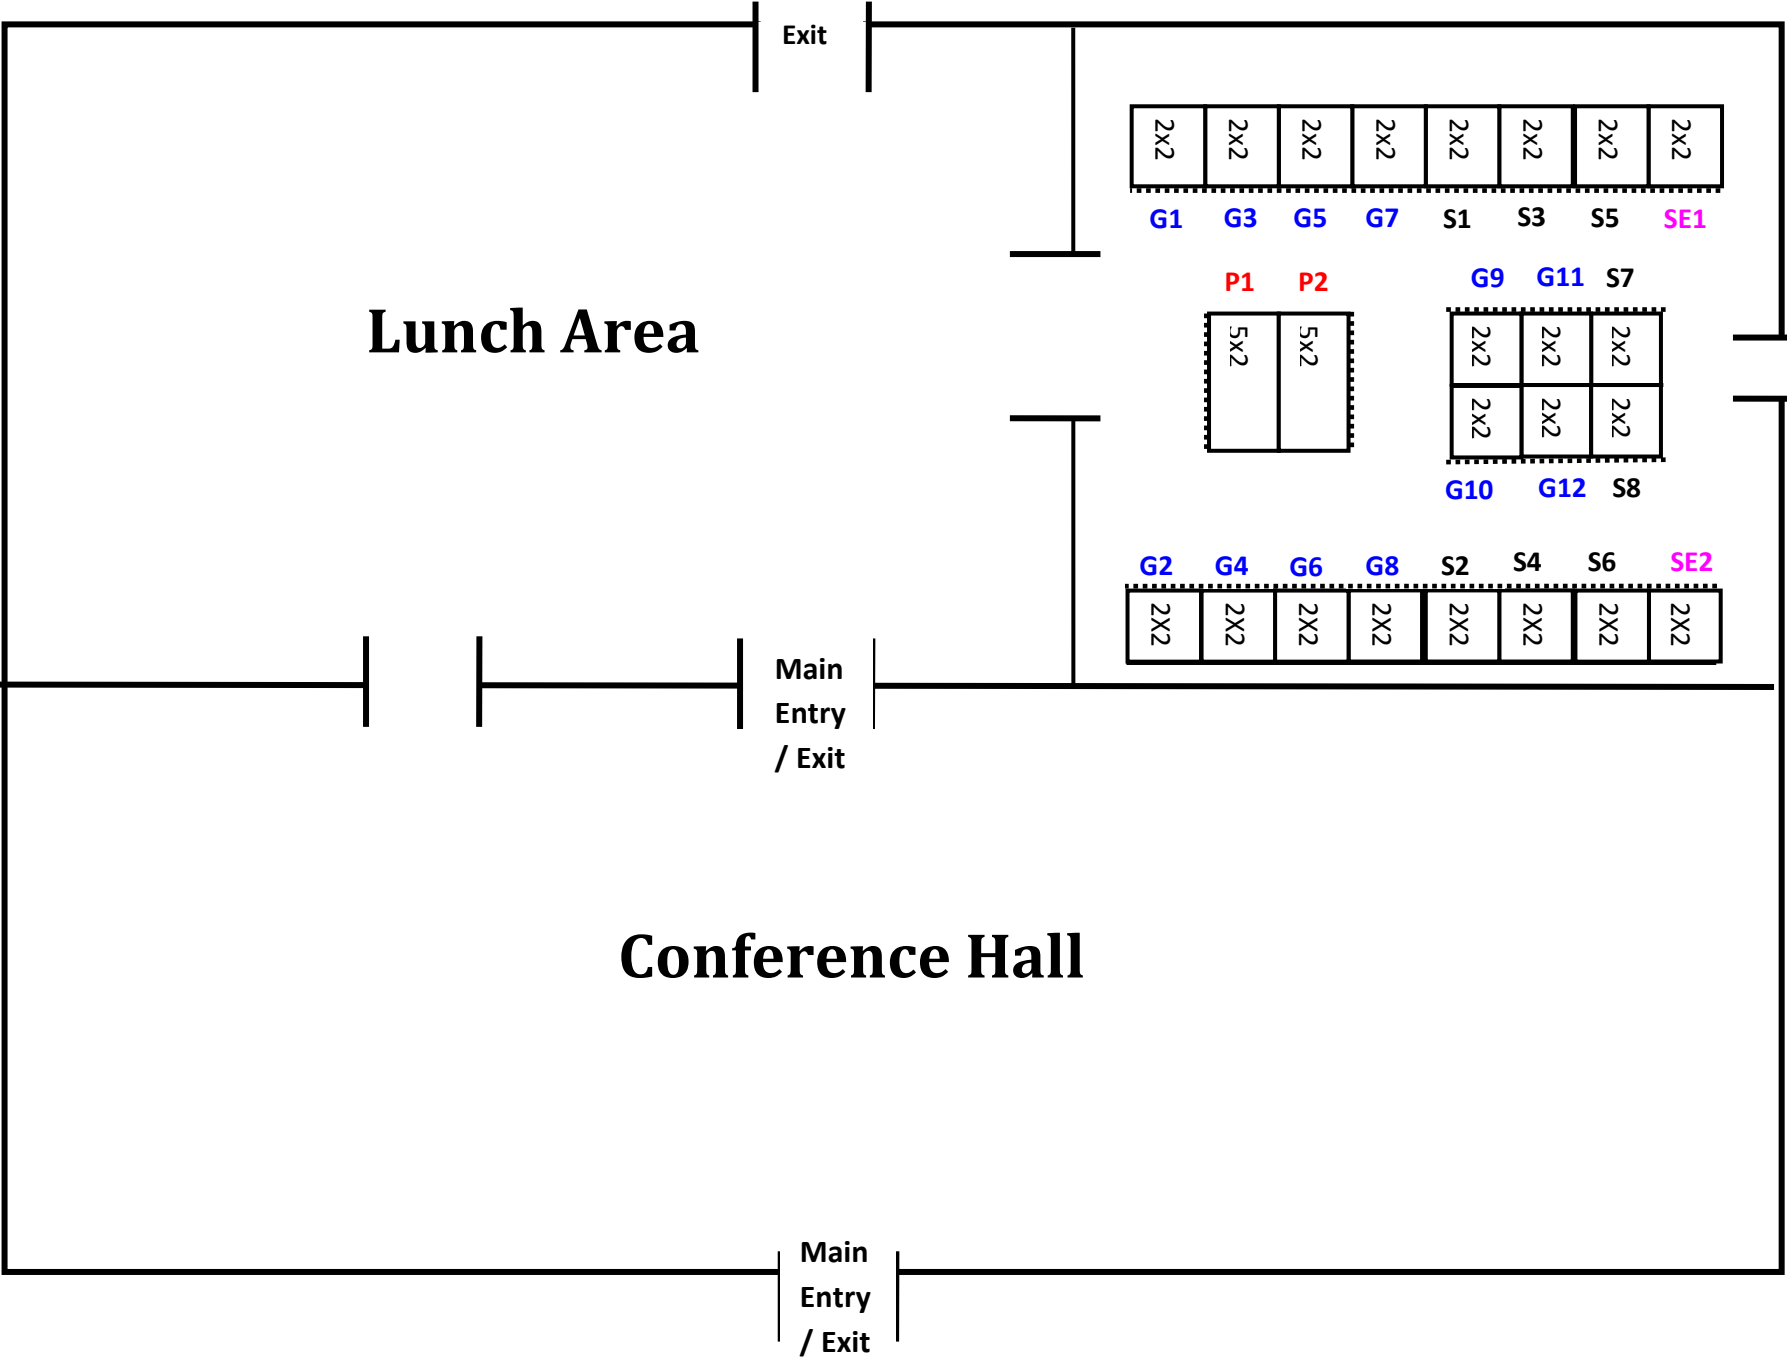 Exit
2x2 2x2 2x2 2x2 2x2 2x2 2x2 2x2
G1 G3 G5 G7 S1 S3 S5 SE1
P1 P2 G9 G11 S7
Lunch Area
5x2 5x2 2x2 2x2 2x2
2x2 2x2 2x2
G10 G12 S8
G2 G4 G6 G8 S2 S4 S6 SE2
2X2 2X2 2X2 2X2 2X2 2X2 2X2 2X2
Main
Entry
/ Exit
Conference Hall
Main
Entry
/ Exit